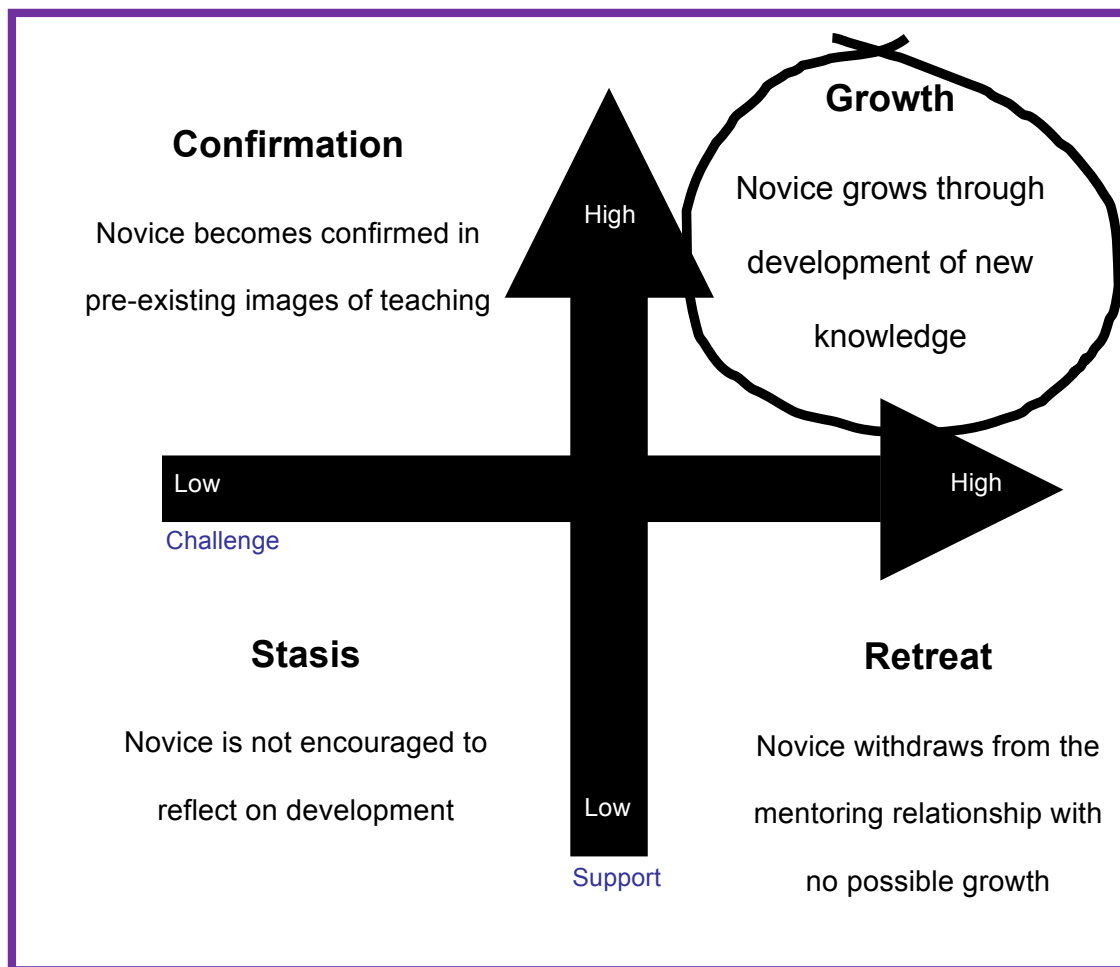 Confirmation
Novice becomes confirmed in
pre-existing images of teaching
High
Growth
Novice grows through
development of new
knowledge
Low
High
Challenge
Stasis
Novice is not encouraged to
reflect on development
Low
Support
Retreat
Novice withdraws from the
mentoring relationship with
no possible growth